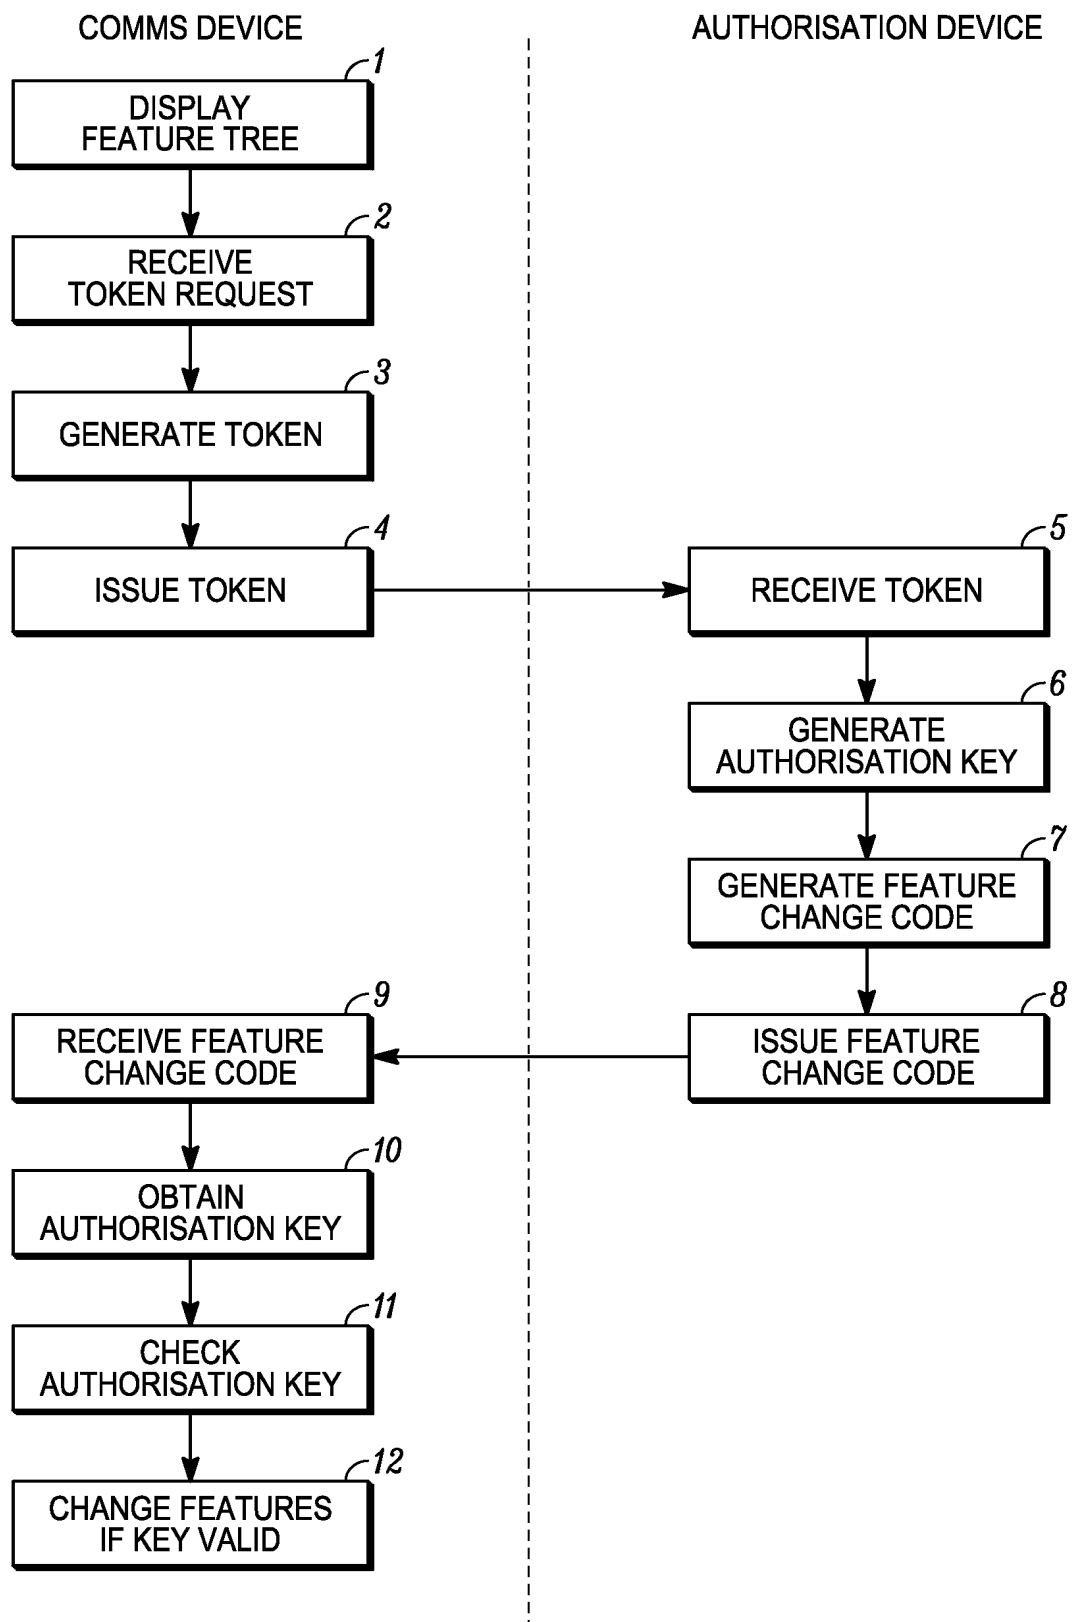 COMMS DEVICE
AUTHORISATION DEVICE
1
DISPLAY
FEATURE TREE
2
RECEIVE
TOKEN REQUEST
3
GENERATE TOKEN
4
ISSUE TOKEN
5
RECEIVE TOKEN
6
GENERATE
AUTHORISATION KEY
7
GENERATE FEATURE
CHANGE CODE
8
ISSUE FEATURE
CHANGE CODE
9
RECEIVE FEATURE
CHANGE CODE
10
OBTAIN
AUTHORISATION KEY
11
CHECK
AUTHORISATION KEY
12
CHANGE FEATURES
IF KEY VALID